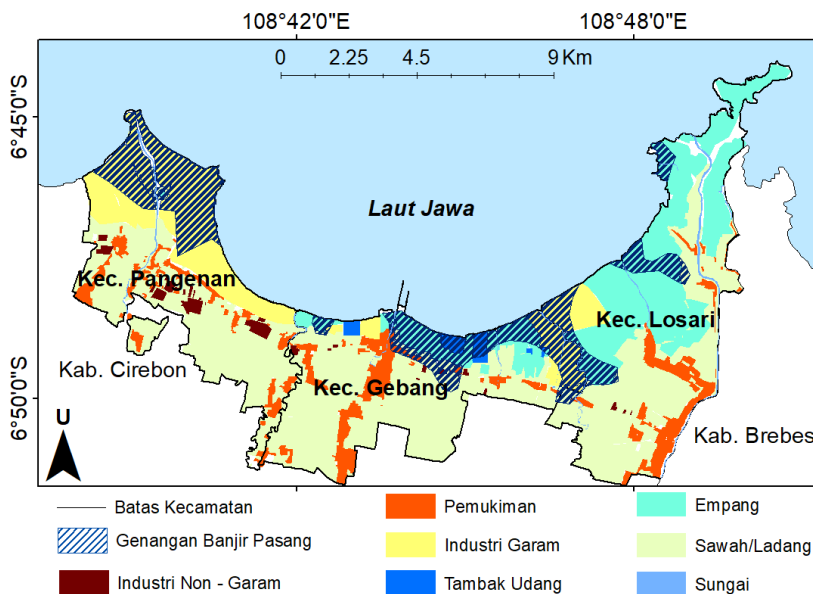 108°42'0"E
108°48'0"E
0 2.25 4.5 9 Km
6°45'0"S
Laut Jawa
Kec. Pangenan
Kec. Losari
Kab. Cirebon
Kec. Gebang
6°50'0"S
U
Kab. Brebes
Batas Kecamatan
Genangan Banjir Pasang
Industri Non - Garam
Pemukiman
Industri Garam
Tambak Udang
Empang
Sawah/Ladang
Sungai